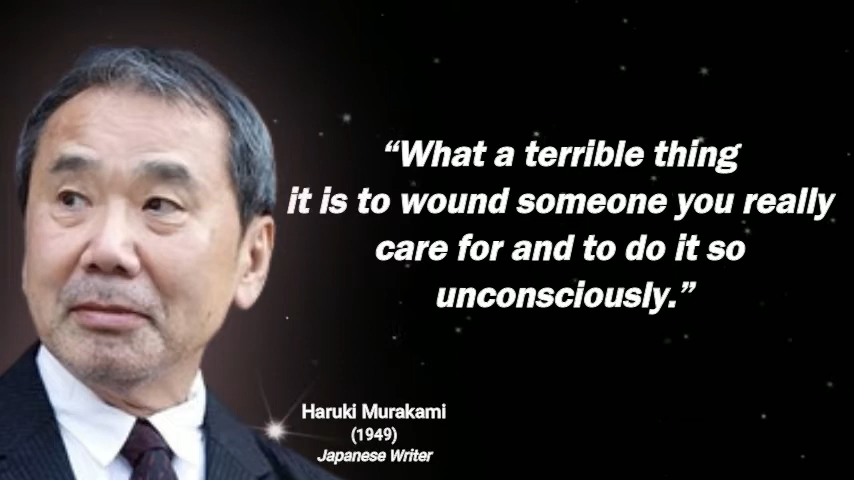 “What a terrible thing
it is to wound someone you really
care for and to do it so
unconsciously.”
Haruki Murakami
(1949)
Japanese Writer